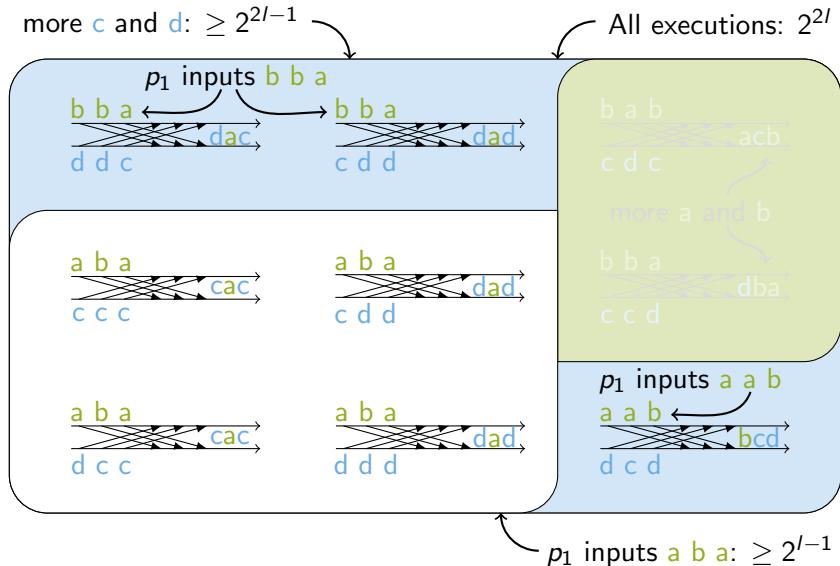 more c and d: ≥ 2^{2l−1}
All executions: 2^{2l}
p₁ inputs b b a
b b a
dac
d d c
b b a
dad
c d d
b a b
acb
c d c
more a and b
a b a
cac
c c c
a b a
dad
c d d
b b a
dba
c c d
p₁ inputs a a b
a b a
cac
d c c
a b a
dad
d d d
a a b
bcd
d c d
p₁ inputs a b a: ≥ 2^{l−1}